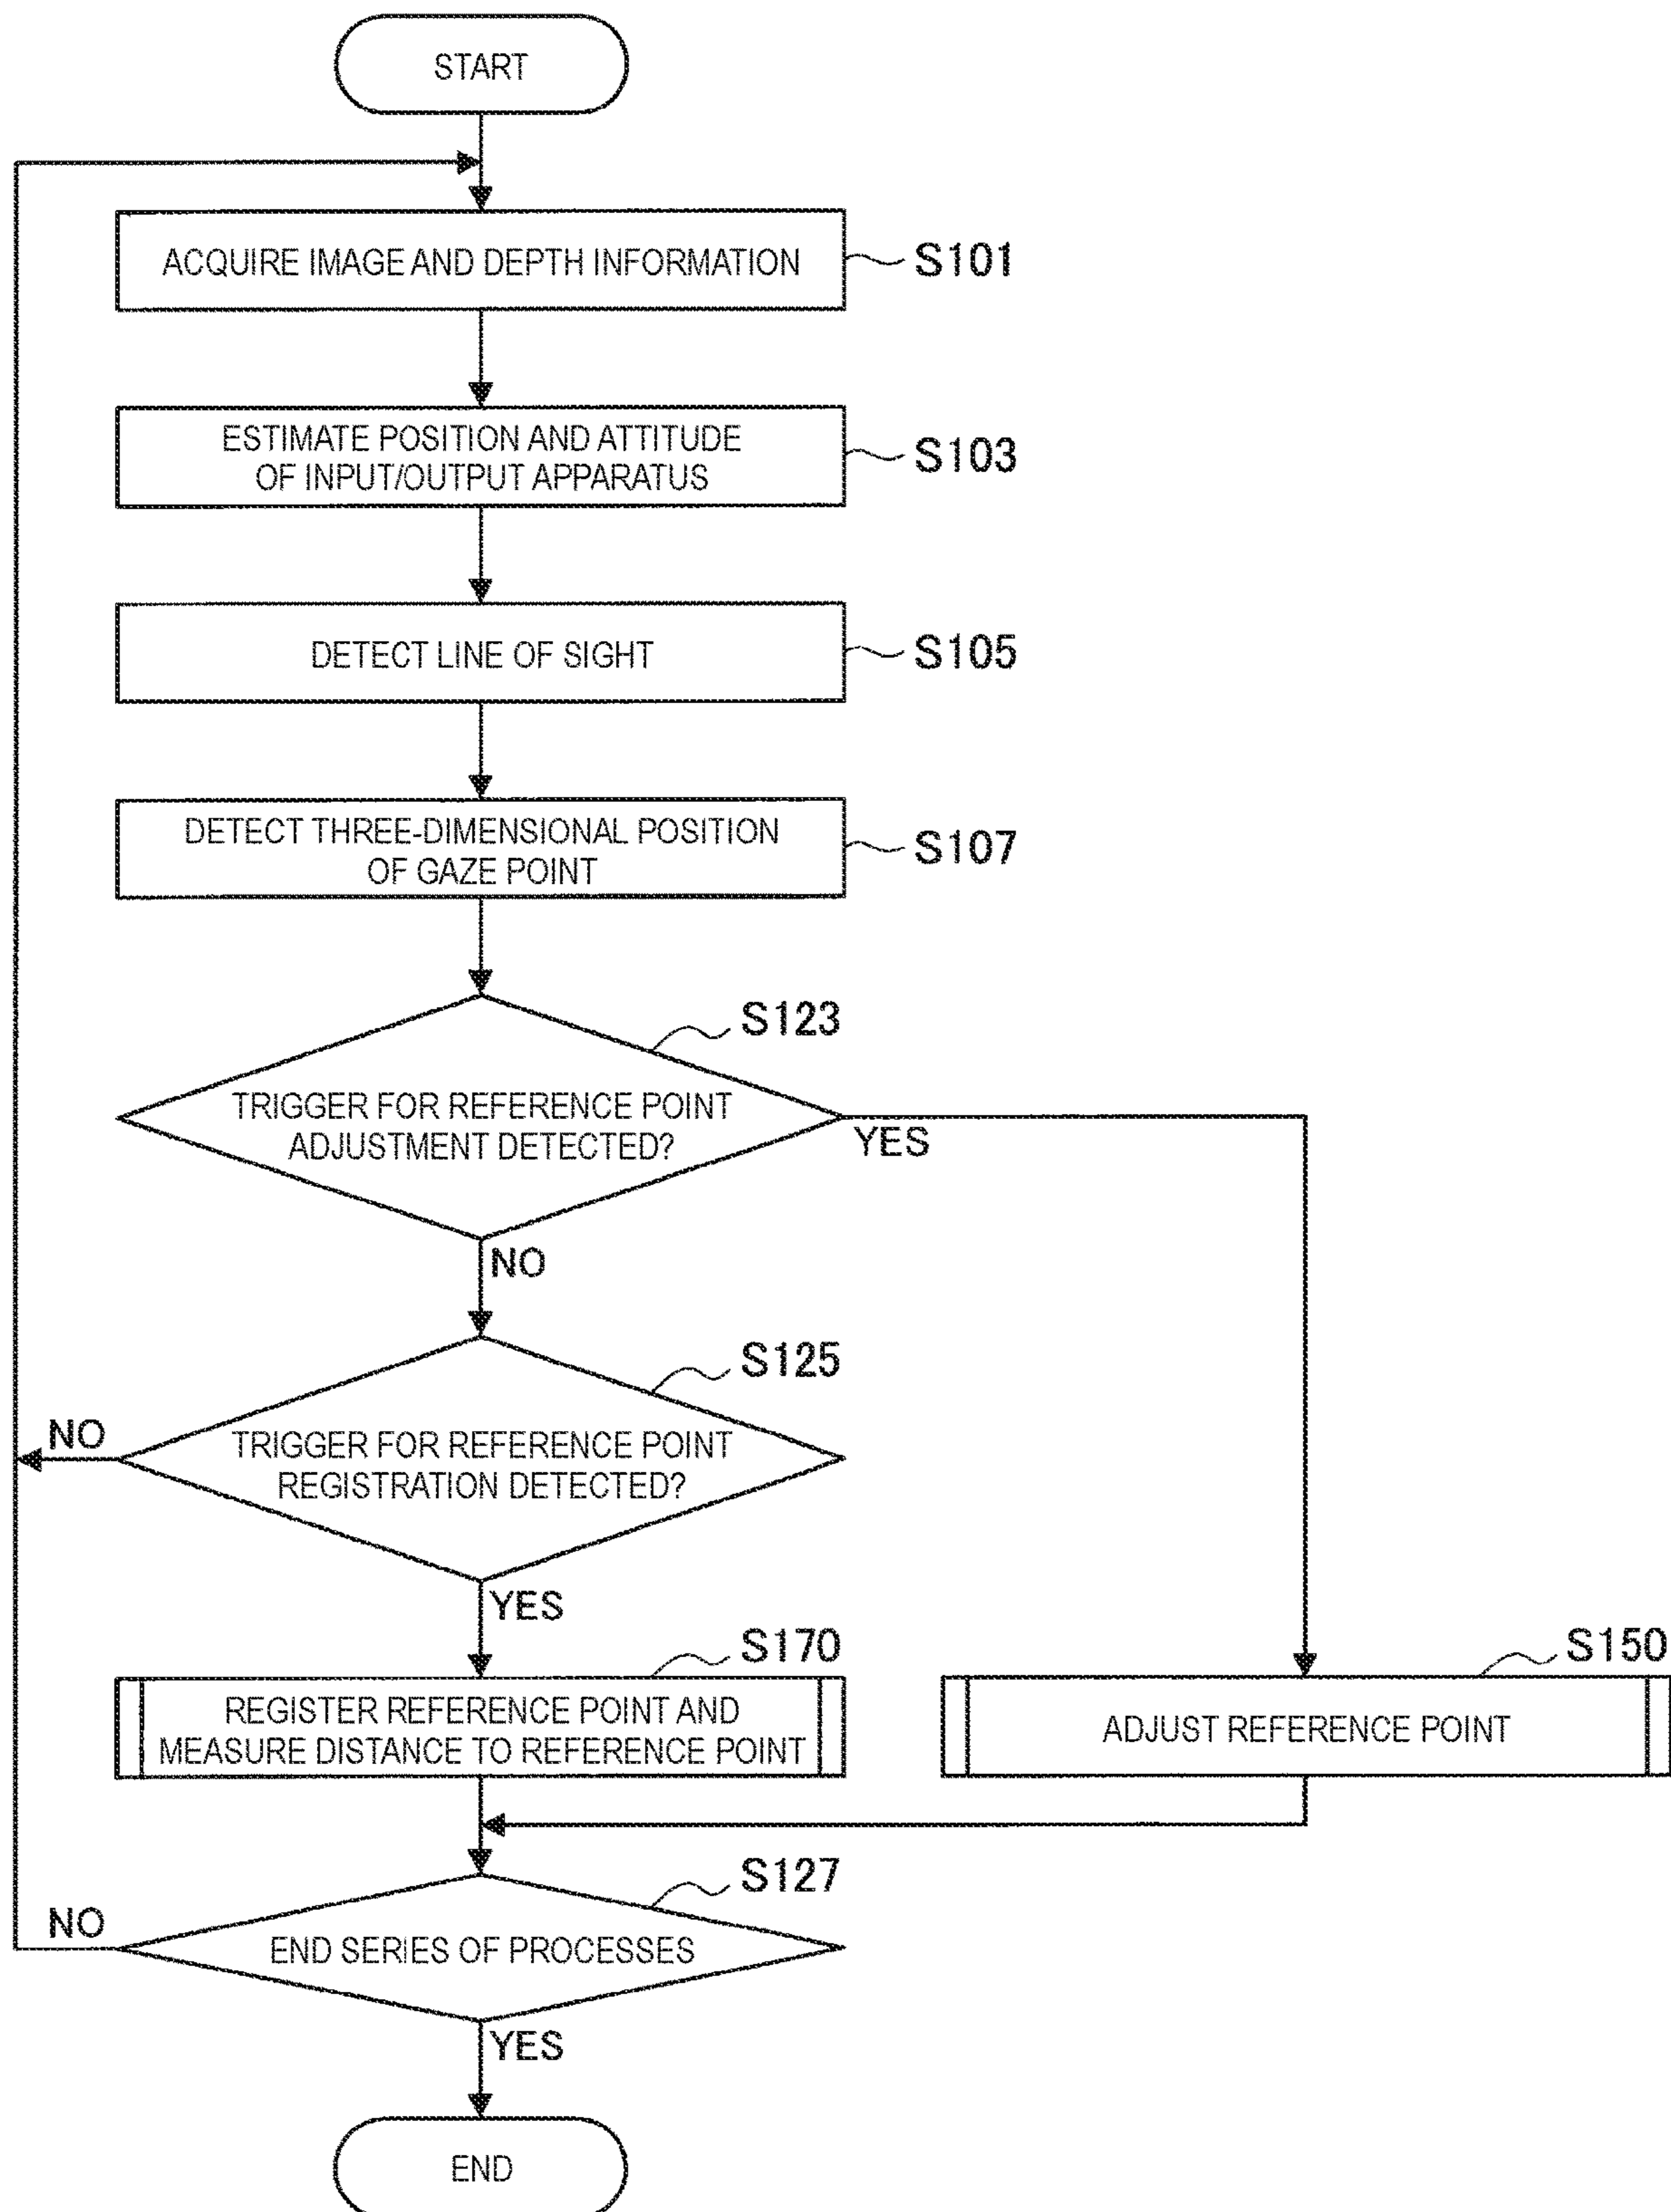 START
ACQUIRE IMAGE AND DEPTH INFORMATION
S101
ESTIMATE POSITION AND ATTITUDE
OF INPUT/OUTPUT APPARATUS
S103
DETECT LINE OF SIGHT
S105
DETECT THREE-DIMENSIONAL POSITION
OF GAZE POINT
S107
S123
TRIGGER FOR REFERENCE POINT
ADJUSTMENT DETECTED?
YES
NO
S125
NO
TRIGGER FOR REFERENCE POINT
REGISTRATION DETECTED?
YES
S170
REGISTER REFERENCE POINT AND
MEASURE DISTANCE TO REFERENCE POINT
S150
ADJUST REFERENCE POINT
S127
NO
END SERIES OF PROCESSES
YES
END